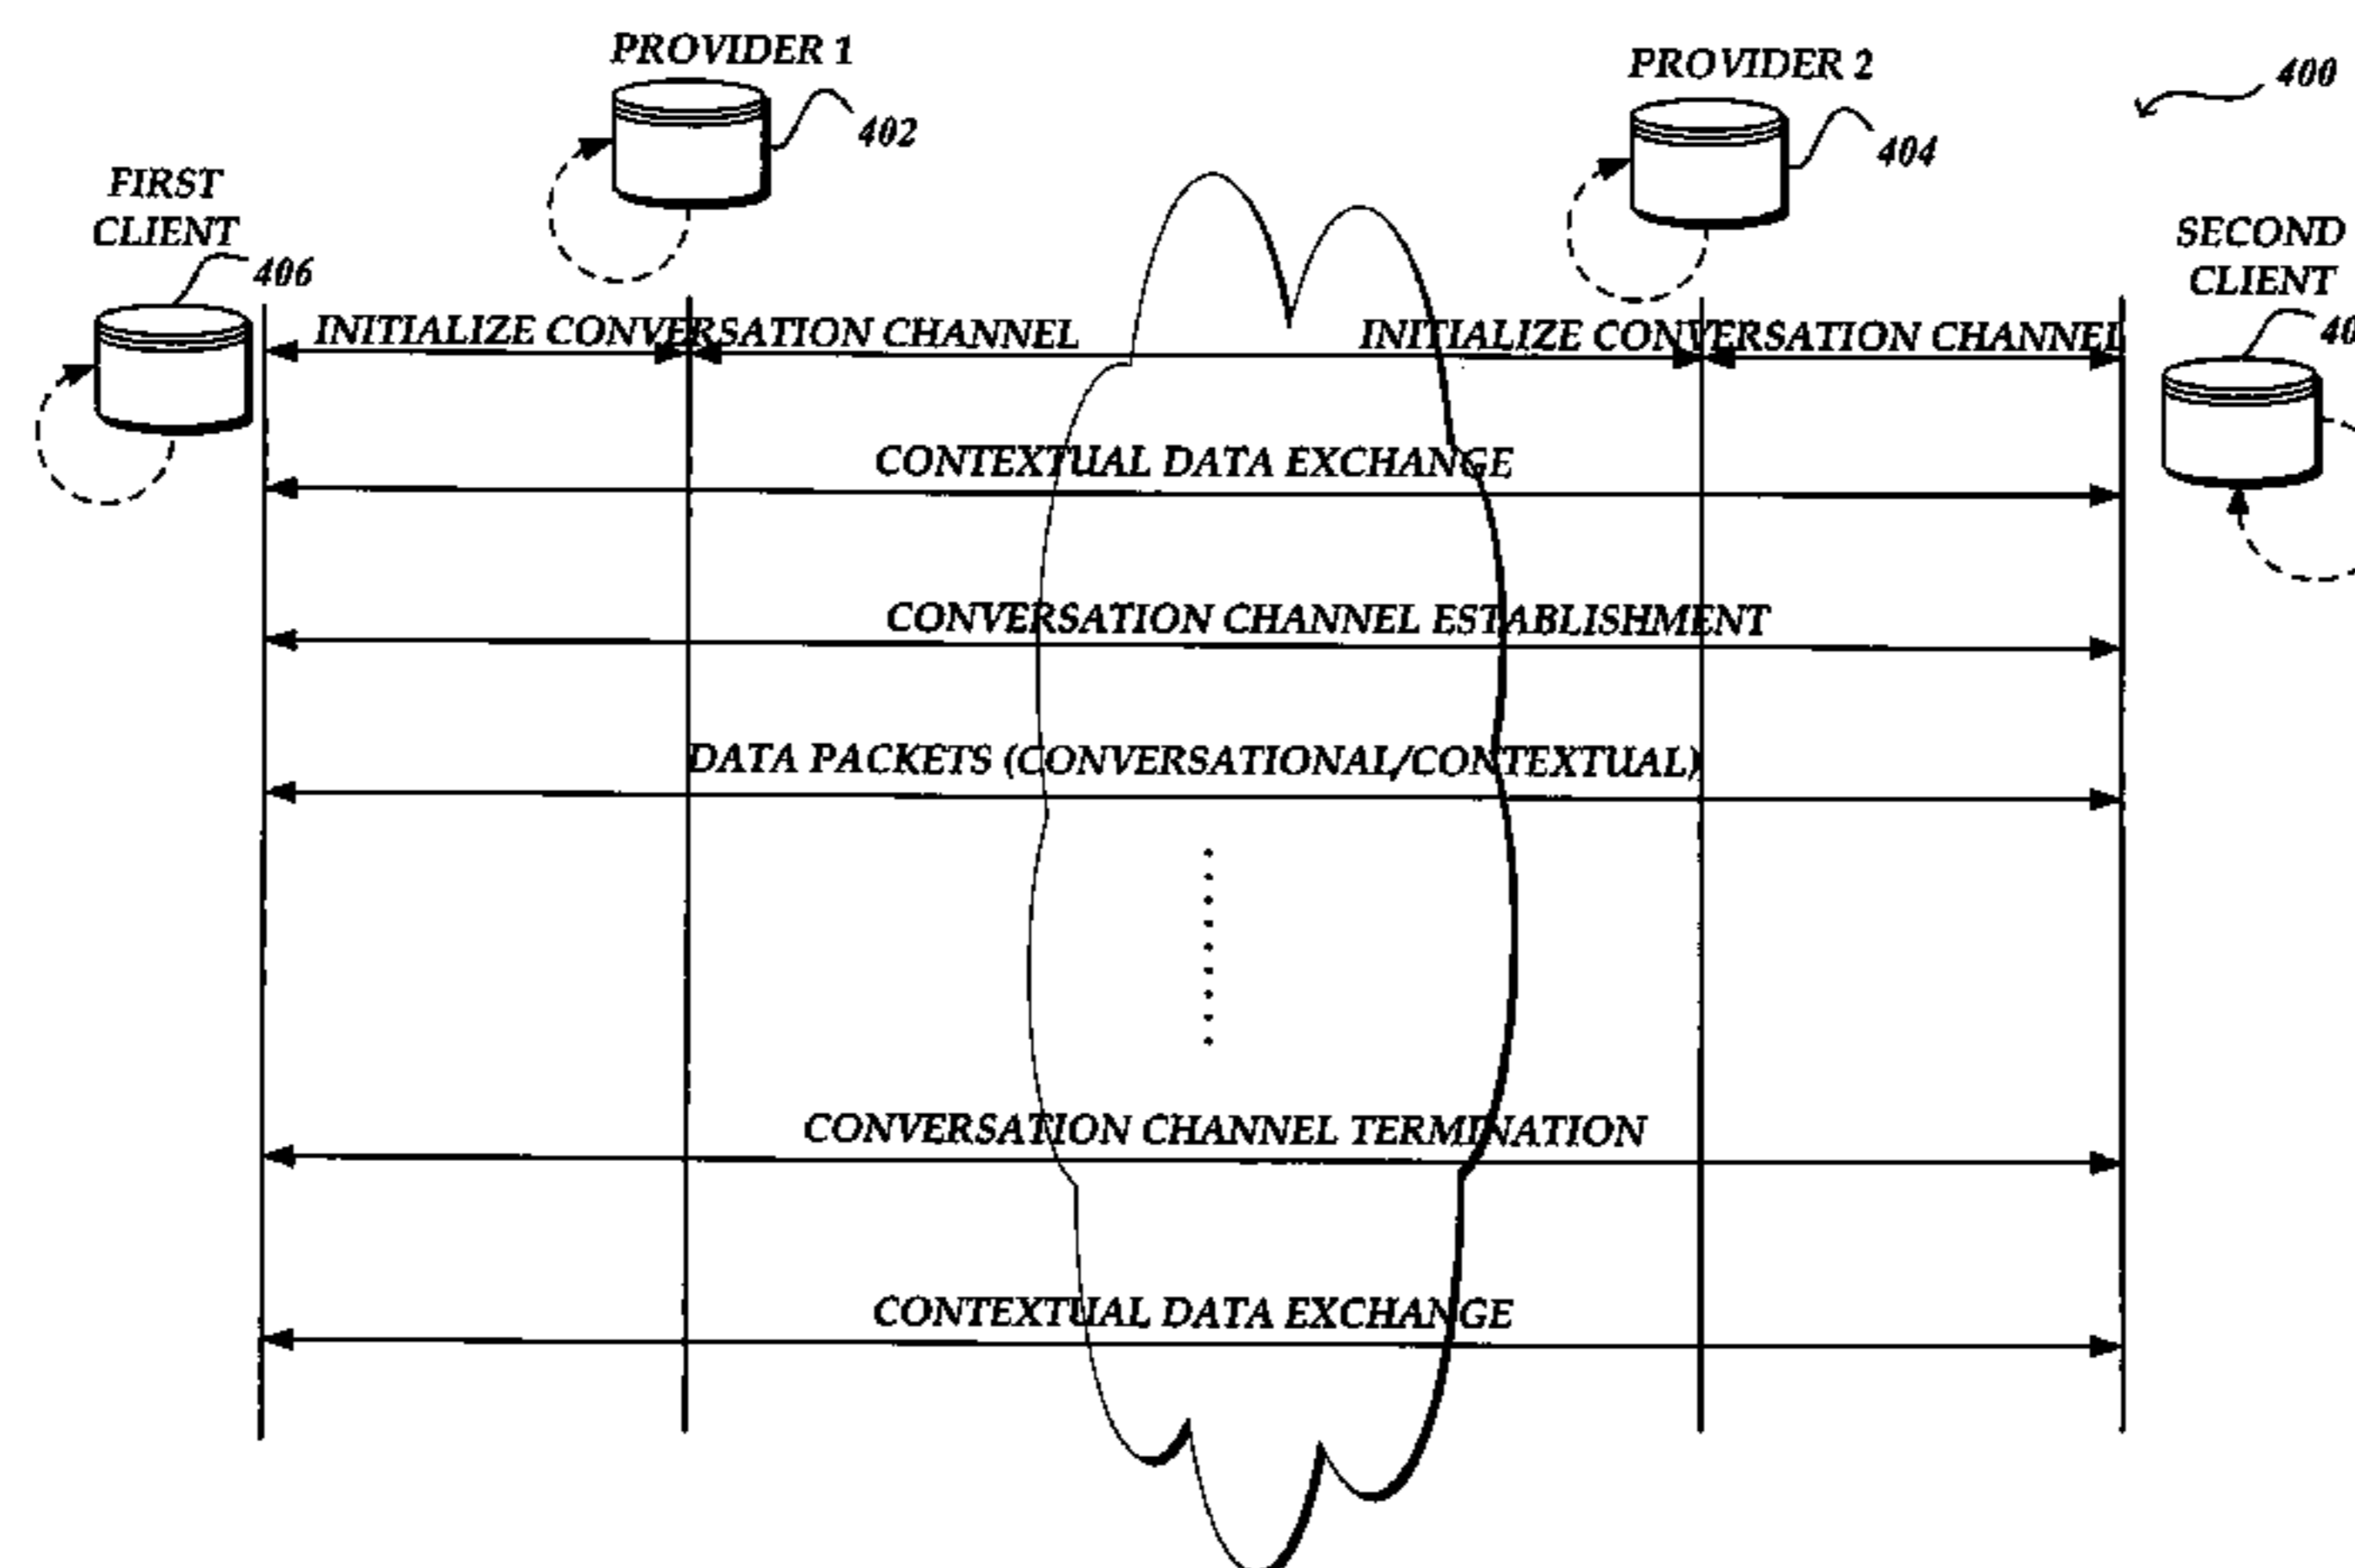 PROVIDER 1
402
PROVIDER 2
404
400
FIRST
CLIENT
406
SECOND
CLIENT
INITIALIZE CONVERSATION CHANNEL
INITIALIZE CONVERSATION CHANNEL
CONTEXTUAL DATA EXCHANGE
CONVERSATION CHANNEL ESTABLISHMENT
DATA PACKETS (CONVERSATIONAL/CONTEXTUAL)
CONVERSATION CHANNEL TERMINATION
CONTEXTUAL DATA EXCHANGE